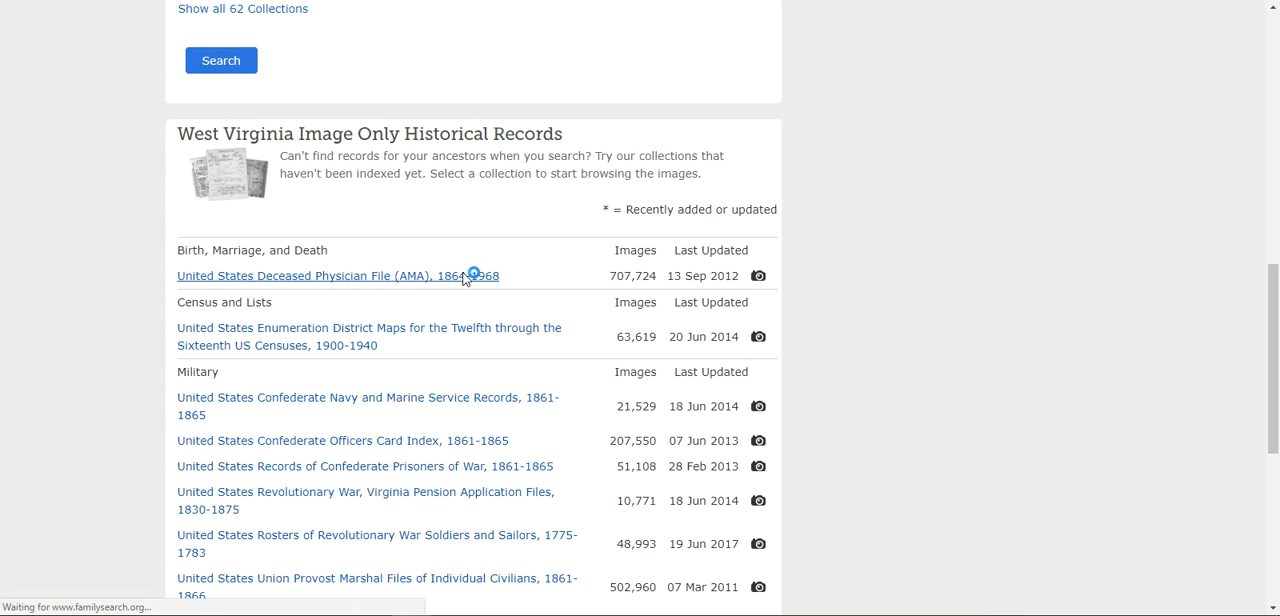 Show all 62 Collections
Search
West Virginia Image Only Historical Records
Can't find records for your ancestors when you search? Try our collections that
haven't been indexed yet. Select a collection to start browsing the images.
* = Recently added or updated
Birth, Marriage, and Death Images Last Updated
United States Deceased Physician File (AMA), 1864-1968 707,724 13 Sep 2012
Census and Lists Images Last Updated
United States Enumeration District Maps for the Twelfth through the
Sixteenth US Censuses, 1900-1940 63,619 20 Jun 2014
Military Images Last Updated
United States Confederate Navy and Marine Service Records, 1861-
1865 21,529 18 Jun 2014
United States Confederate Officers Card Index, 1861-1865 207,550 07 Jun 2013
United States Records of Confederate Prisoners of War, 1861-1865 51,108 28 Feb 2013
United States Revolutionary War, Virginia Pension Application Files,
1830-1875 10,771 18 Jun 2014
United States Rosters of Revolutionary War Soldiers and Sailors, 1775-
1783 48,993 19 Jun 2017
United States Union Provost Marshal Files of Individual Civilians, 1861-
1866 502,960 07 Mar 2011
Waiting for www.familysearch.org...